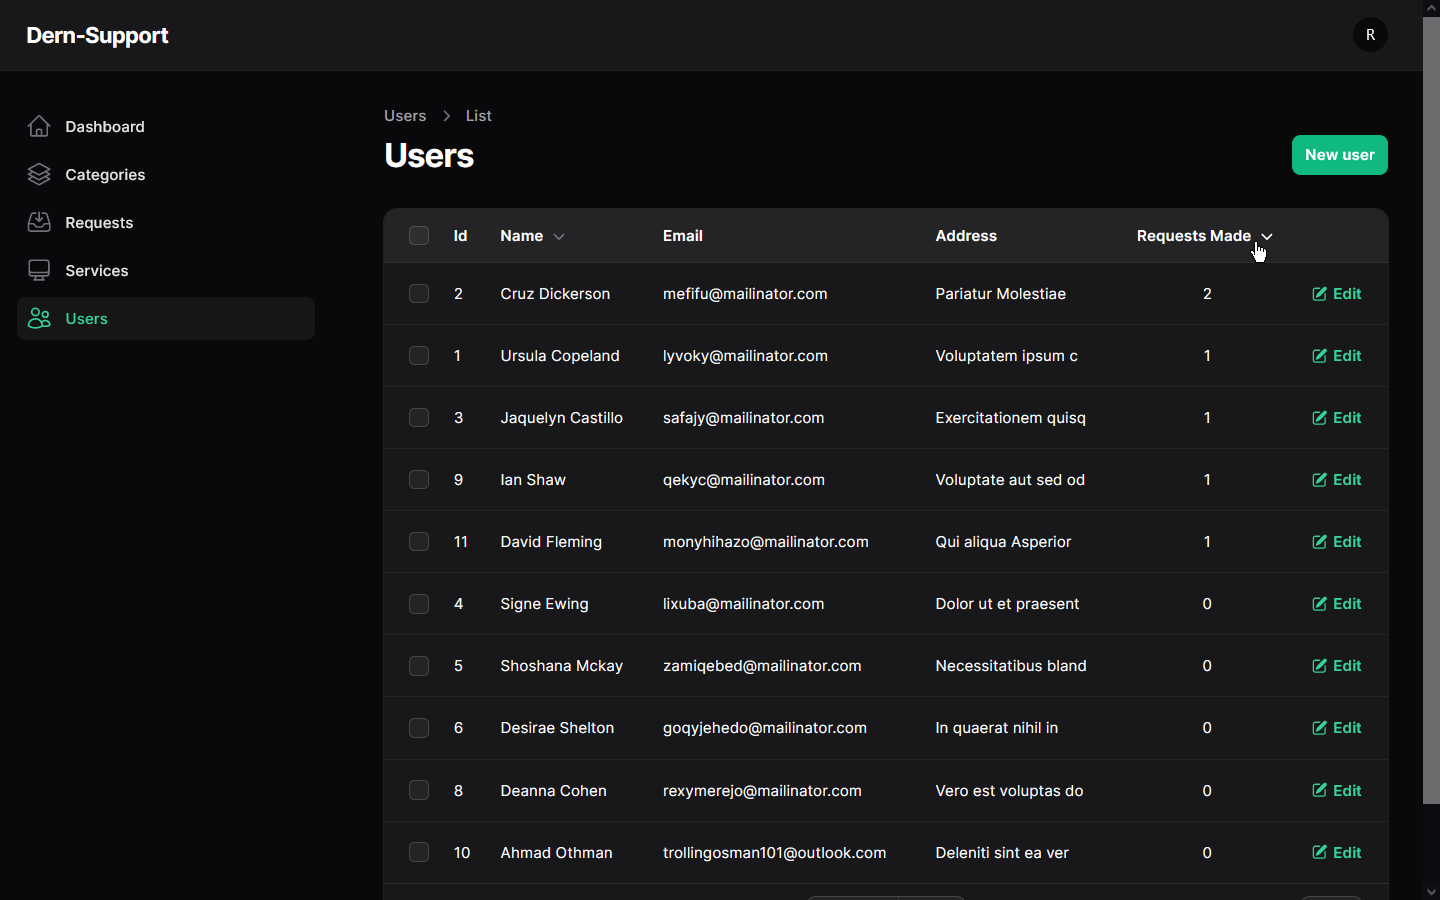 Dern-Support
R
Dashboard
Categories
Requests
Services
Users
Users > List
Users
New user
Id Name Email Address Requests Made
2 Cruz Dickerson mefifu@mailinator.com Pariatur Molestiae 2 Edit
1 Ursula Copeland lyvoky@mailinator.com Voluptatem ipsum c 1 Edit
3 Jaquelyn Castillo safajy@mailinator.com Exercitationem quisq 1 Edit
9 Ian Shaw qekyc@mailinator.com Voluptate aut sed od 1 Edit
11 David Fleming monyhihazo@mailinator.com Qui aliqua Asperior 1 Edit
4 Signe Ewing lixuba@mailinator.com Dolor ut et praesent 0 Edit
5 Shoshana Mckay zamiqebed@mailinator.com Necessitatibus bland 0 Edit
6 Desirae Shelton goqyjehedo@mailinator.com In quaerat nihil in 0 Edit
8 Deanna Cohen rexymerejo@mailinator.com Vero est voluptas do 0 Edit
10 Ahmad Othman trollingosman101@outlook.com Deleniti sint ea ver 0 Edit